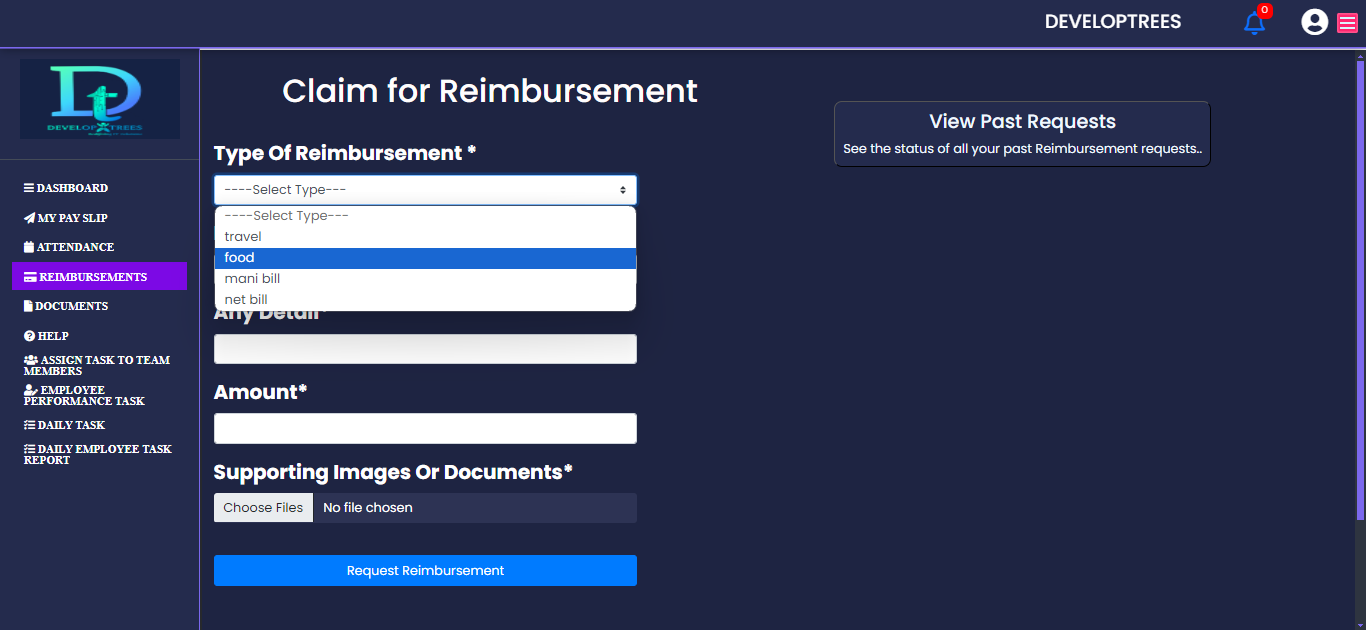 DEVELOPTREES
0
DEVELOP TREES
DASHBOARD
MY PAY SLIP
ATTENDANCE
REIMBURSEMENTS
DOCUMENTS
HELP
ASSIGN TASK TO TEAM
MEMBERS
EMPLOYEE
PERFORMANCE TASK
DAILY TASK
DAILY EMPLOYEE TASK
REPORT
Claim for Reimbursement
Type Of Reimbursement *
----Select Type---
----Select Type---
travel
food
mani bill
net bill
Any Detail*
Amount*
Supporting Images Or Documents*
Choose Files No file chosen
Request Reimbursement
View Past Requests
See the status of all your past Reimbursement requests..